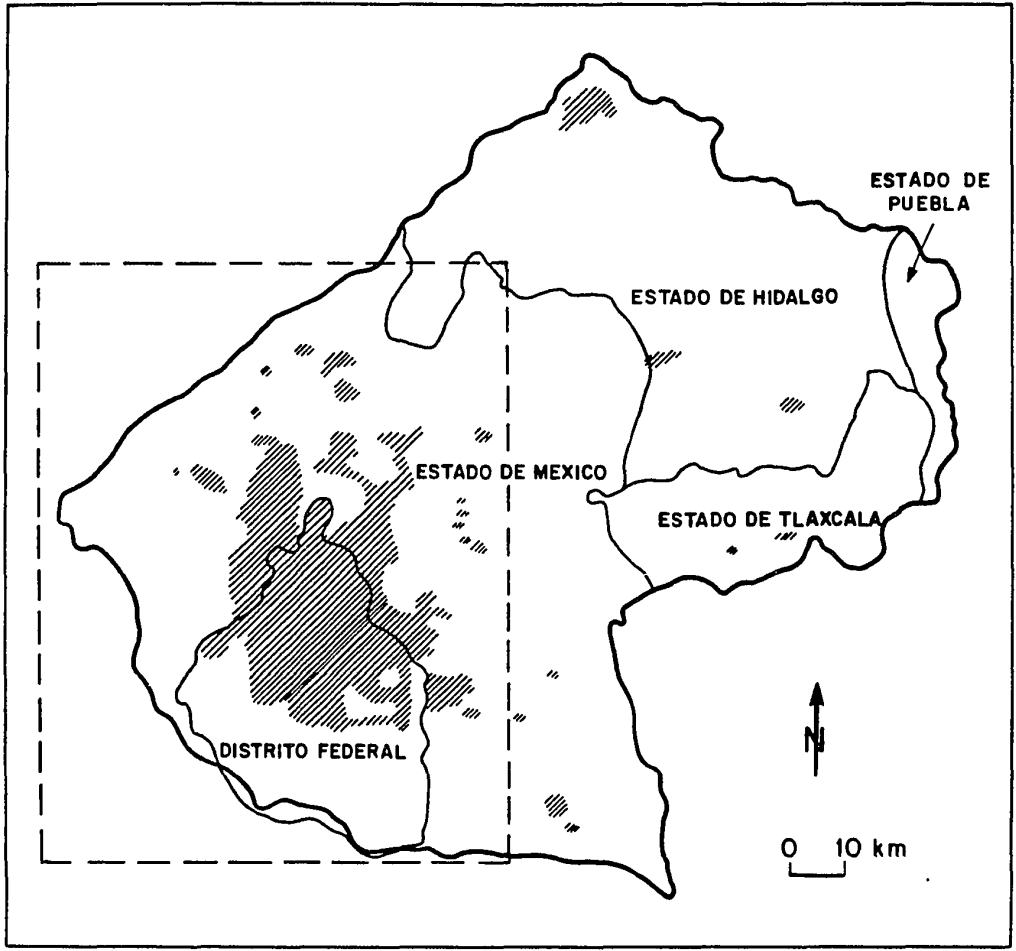 ESTADO DE
PUEBLA
ESTADO DE HIDALGO
ESTADO DE MEXICO
ESTADO DE TLAXCALA
DISTRITO FEDERAL
N
0 10 km